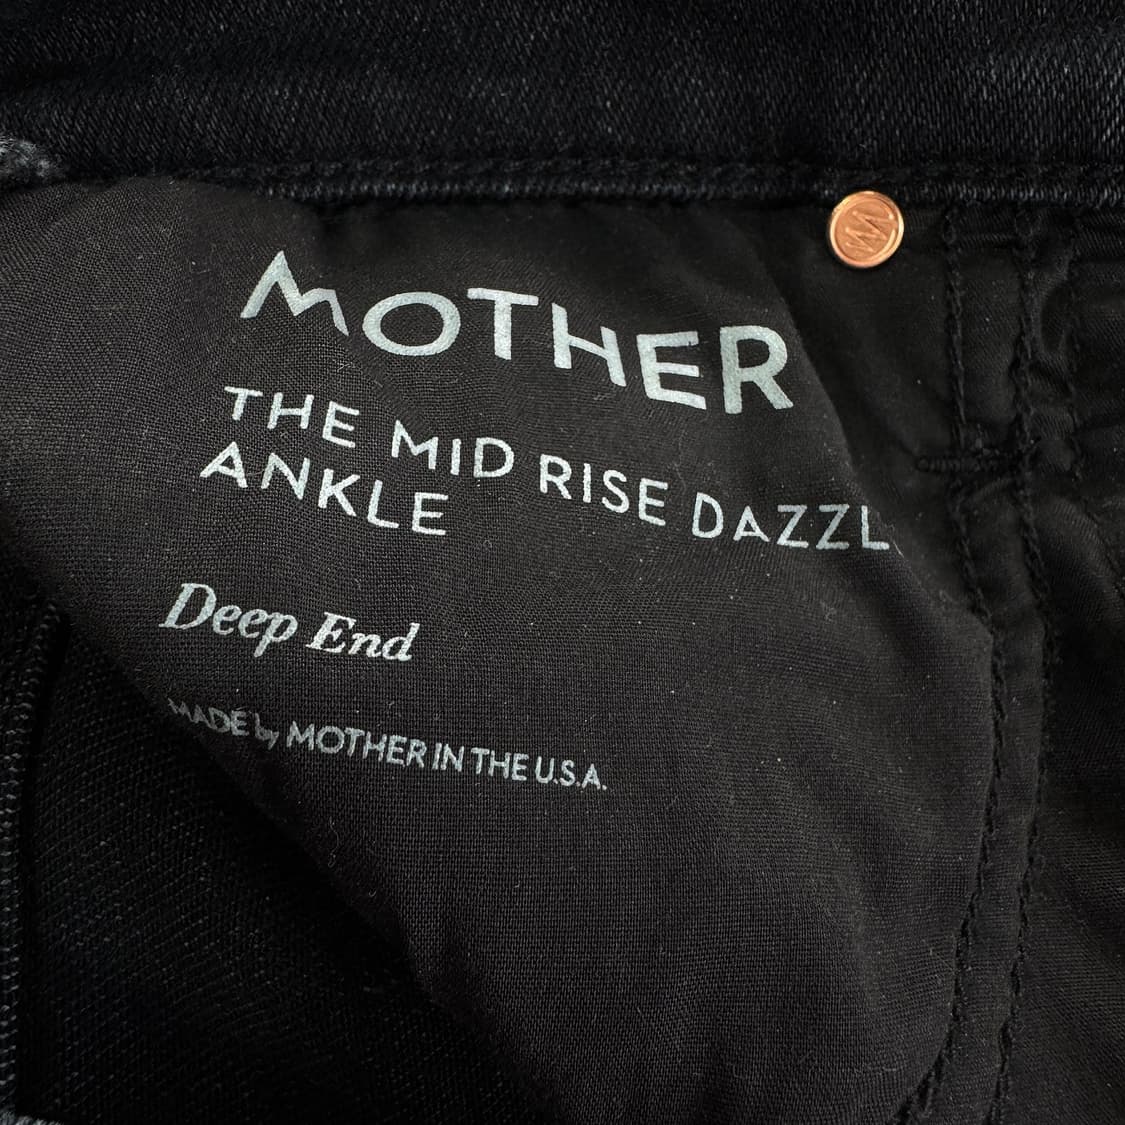 MOTHER
THE MID RISE DAZZL
ANKLE
Deep End
MADE by MOTHER IN THE U.S.A.